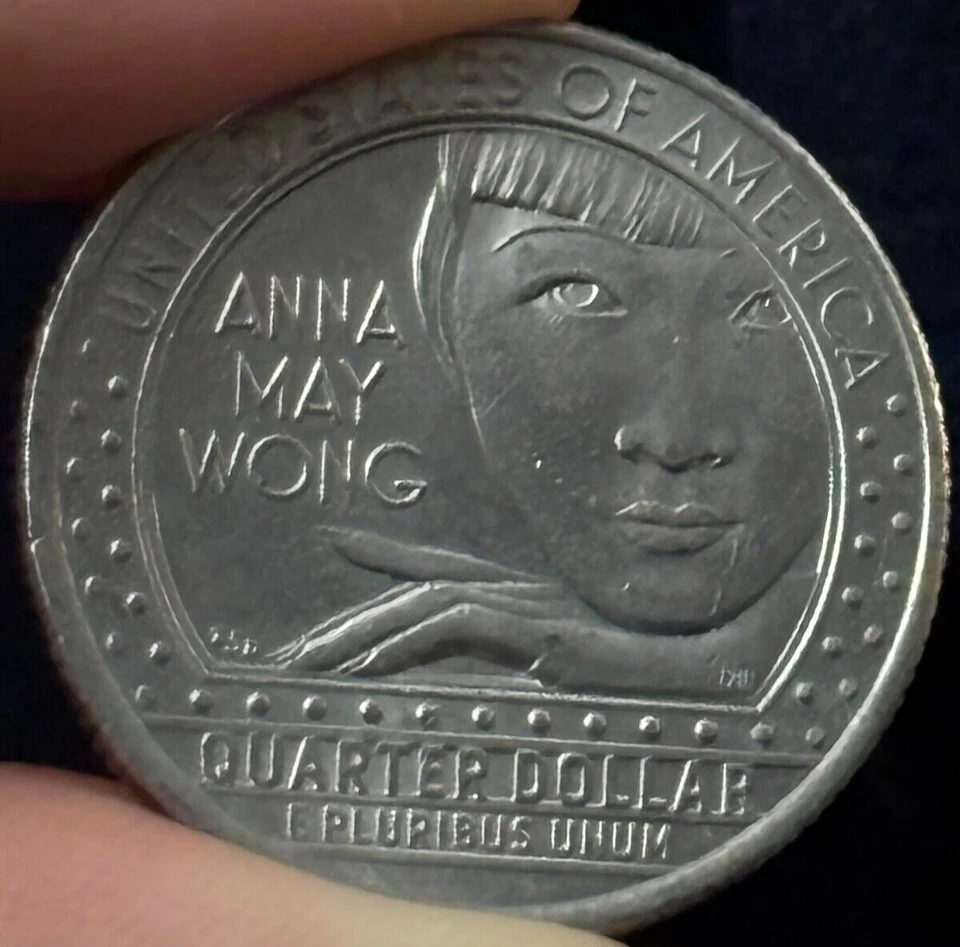 UNITED STATES OF AMERICA
ANNA
MAY
WONG
QUARTER DOLLAR
E PLURIBUS UNUM